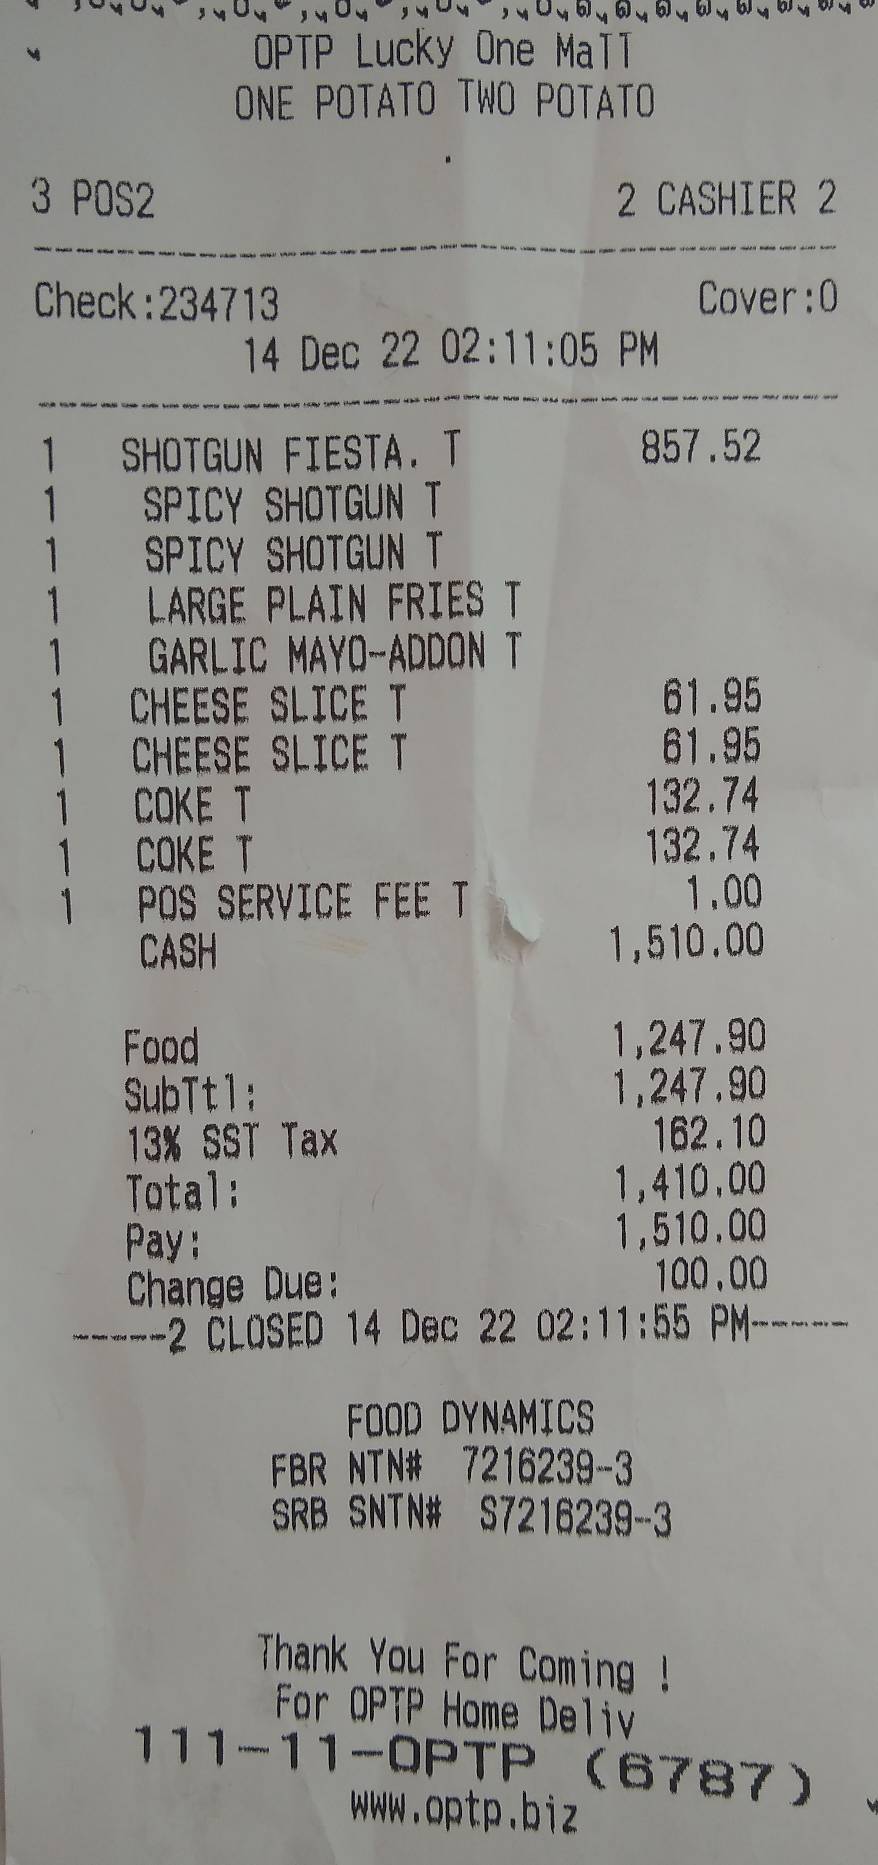 OPTP Lucky One Mall
ONE POTATO TWO POTATO
3 POS2 2 CASHIER 2
Check:234713 Cover:0
14 Dec 22 02:11:05 PM
1 SHOTGUN FIESTA. T 857.52
1 SPICY SHOTGUN T
1 SPICY SHOTGUN T
1 LARGE PLAIN FRIES T
1 GARLIC MAYO-ADDON T
1 CHEESE SLICE T 61.95
1 CHEESE SLICE T 61.95
1 COKE T 132.74
1 COKE T 132.74
1 POS SERVICE FEE T 1.00
CASH 1,510.00
Food 1,247.90
SubTtl: 1,247.90
13% SST Tax 162.10
Total: 1,410.00
Pay: 1,510.00
Change Due: 100.00
-----2 CLOSED 14 Dec 22 02:11:55 PM-----
FOOD DYNAMICS
FBR NTN# 7216239-3
SRB SNTN# S7216239-3
Thank You For Coming !
For OPTP Home Deliv
111-11-OPTP (6787)
www.optp.biz